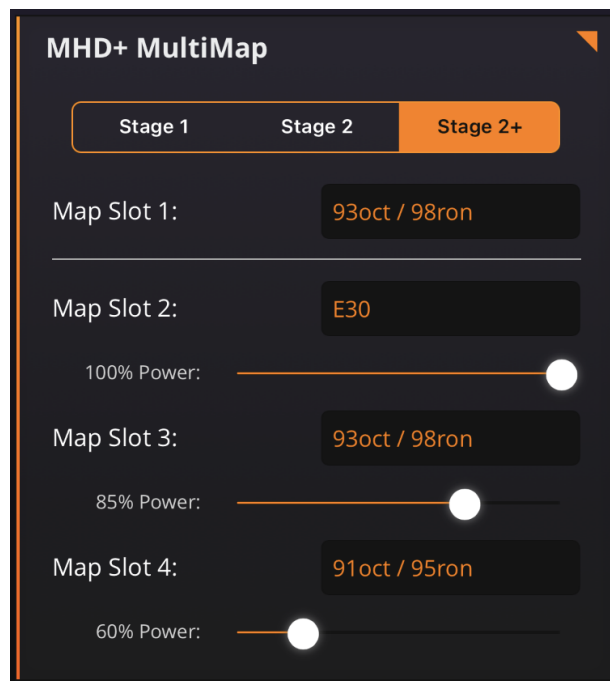 MHD+ MultiMap
Stage 1 Stage 2 Stage 2+
Map Slot 1: 93oct / 98ron
Map Slot 2: E30
100% Power:
Map Slot 3: 93oct / 98ron
85% Power:
Map Slot 4: 91oct / 95ron
60% Power: